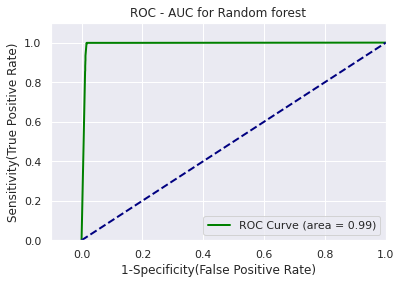 ROC - AUC for Random forest
Sensitivity(True Positive Rate)
1.0
0.8
0.6
0.4
0.2
0.0
ROC Curve (area = 0.99)
0.0 0.2 0.4 0.6 0.8 1.0
1-Specificity(False Positive Rate)